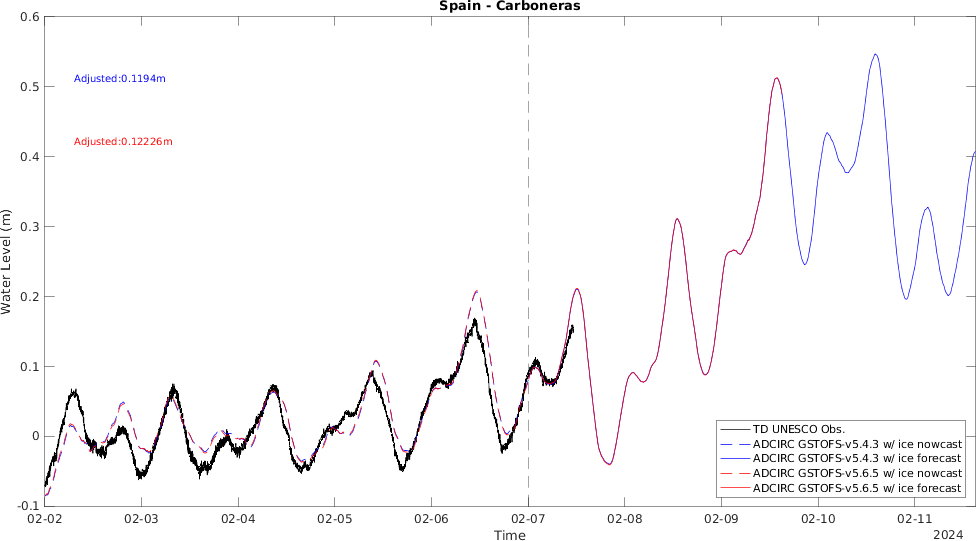 Spain - Carboneras
0.6
0.5
0.4
0.3
0.2
0.1
0
-0.1
Water Level (m)
Adjusted:0.1194m
Adjusted:0.12226m
TD UNESCO Obs.
ADCIRC GSTOFS-v5.4.3 w/ ice nowcast
ADCIRC GSTOFS-v5.4.3 w/ ice forecast
ADCIRC GSTOFS-v5.6.5 w/ ice nowcast
ADCIRC GSTOFS-v5.6.5 w/ ice forecast
02-02 02-03 02-04 02-05 02-06 02-07 02-08 02-09 02-10 02-11
Time
2024